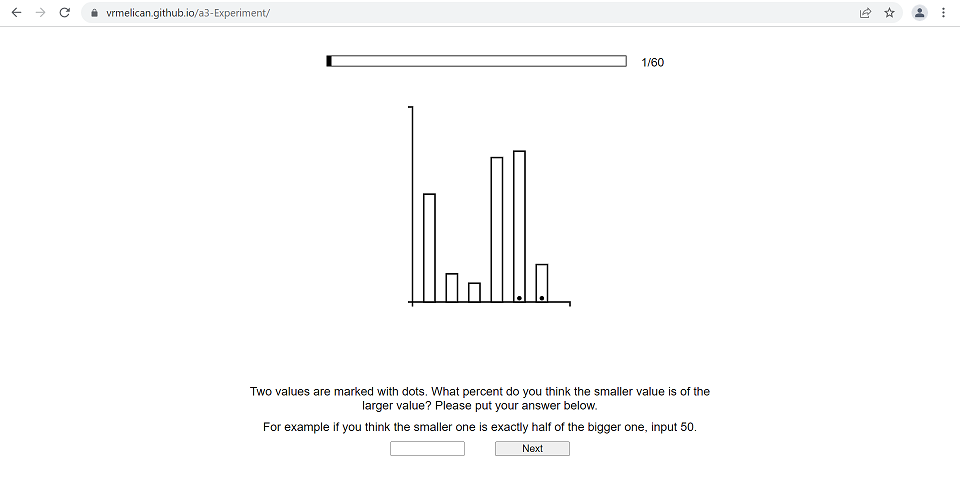 vrmelican.github.io/a3-Experiment/
1/60
Two values are marked with dots. What percent do you think the smaller value is of the
larger value? Please put your answer below.
For example if you think the smaller one is exactly half of the bigger one, input 50.
Next